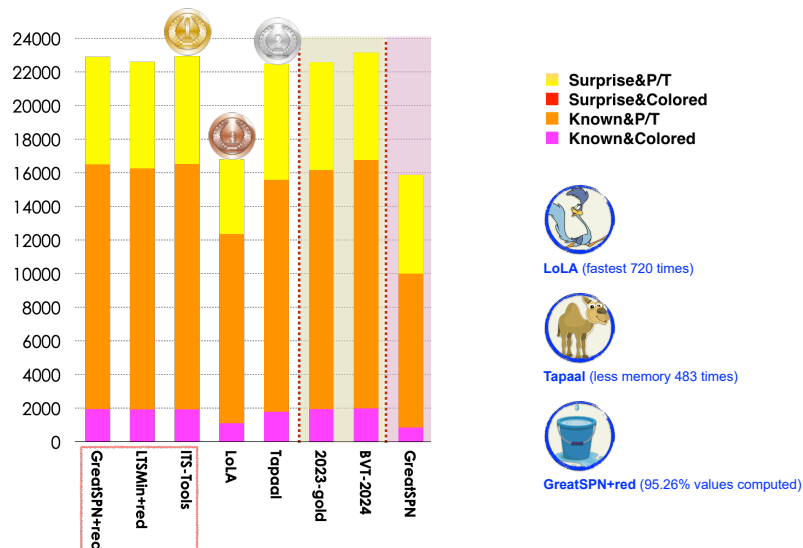 24000
22000
20000
18000
16000
14000
12000
10000
8000
6000
4000
2000
0
GreatSPN+red
LTSMin+red
ITS-Tools
LoLA
Tapaal
2023-gold
BVT-2024
GreatSPN
Surprise&P/T
Surprise&Colored
Known&P/T
Known&Colored
LoLA (fastest 720 times)
Tapaal (less memory 483 times)
GreatSPN+red (95.26% values computed)